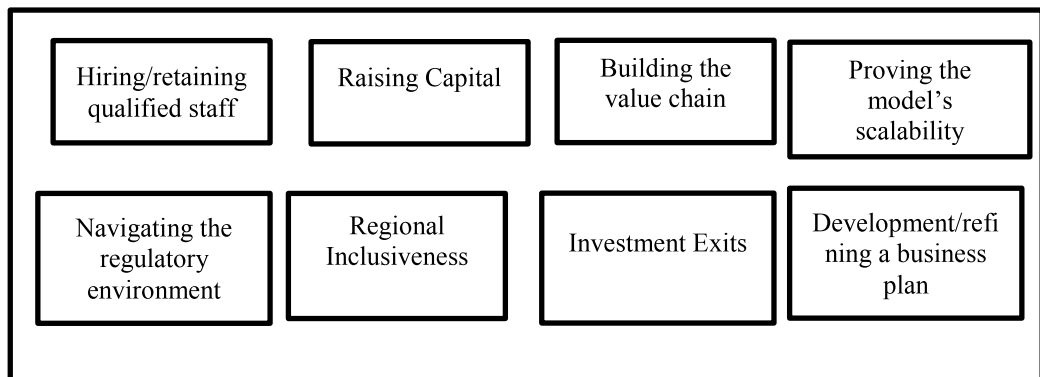 Hiring/retaining
qualified staff
Raising Capital
Building the
value chain
Proving the
model's
scalability
Navigating the
regulatory
environment
Regional
Inclusiveness
Investment Exits
Development/refi
ning a business
plan